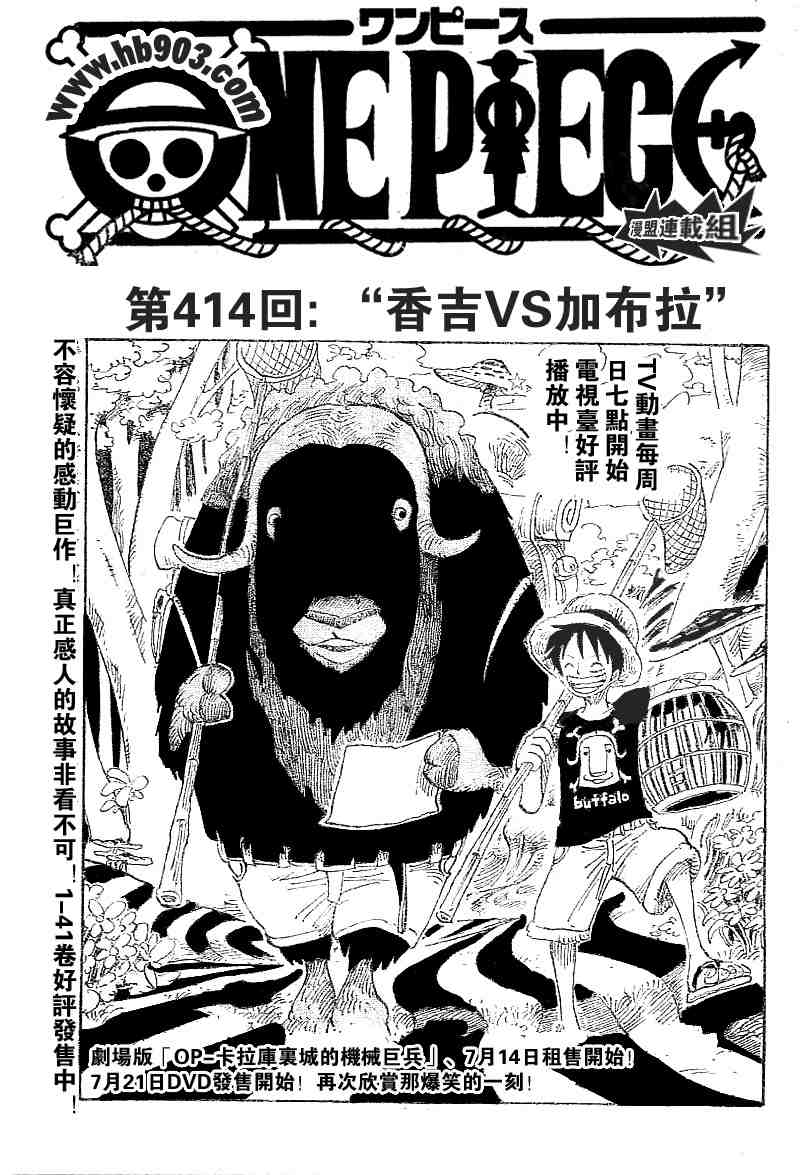 ワンピース
www.hb903.com
ONE PIECE
漫盟連載組
第414回: “香吉VS加布拉”
TV動畫每周
日七點開始
電視臺好評
播放中!
不容懷疑的感動巨作!真正感人的故事非看不可!1-41卷好評發售中!
buffalo
劇場版「OP-卡拉庫裏城的機械巨兵」、7月14日租售開始!
7月21日DVD發售開始! 再次欣賞那爆笑的一刻!